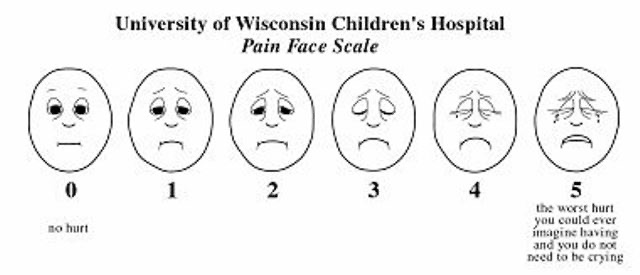 University of Wisconsin Children's Hospital
Pain Face Scale
0 1 2 3 4 5
no hurt
the worst hurt
you could ever
imagine having
and you do not
need to be crying